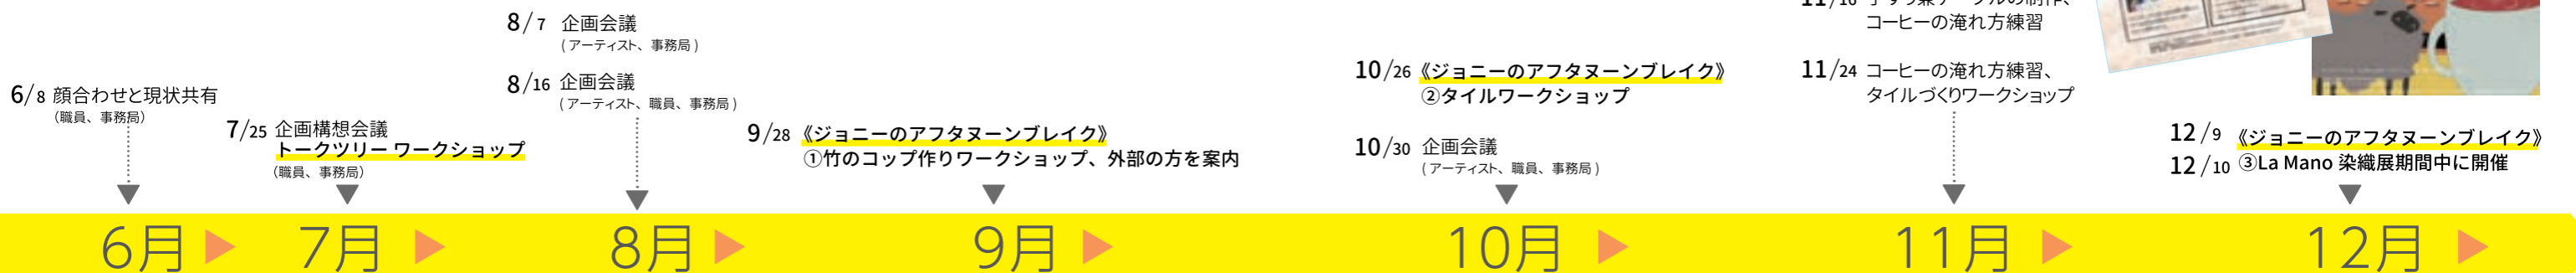 6/8 顔合わせと現状共有
（職員、事務局）
7/25 企画構想会議
トークツリー ワークショップ
（職員、事務局）
8/7 企画会議
( アーティスト、事務局 )
8/16 企画会議
( アーティスト、職員、事務局 )
9/28 《ジョニーのアフタヌーンブレイク》
①竹のコップ作りワークショップ、外部の方を案内
10/26 《ジョニーのアフタヌーンブレイク》
②タイルワークショップ
10/30 企画会議
( アーティスト、職員、事務局 )
コーヒーの淹れ方練習
11/24 コーヒーの淹れ方練習、
タイルづくりワークショップ
12/9 《ジョニーのアフタヌーンブレイク》
12/10 ③La Mano 染織展期間中に開催
6月 7月 8月 9月 10月 11月 12月